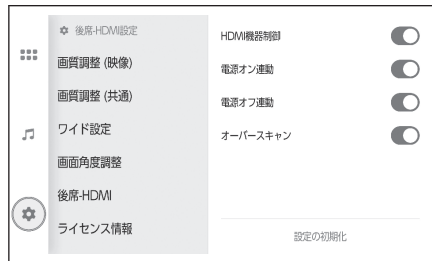 後席-HDMI設定
画質調整 (映像)
画質調整 (共通)
ワイド設定
画面角度調整
後席-HDMI
ライセンス情報
HDMI機器制御
電源オン連動
電源オフ連動
オーバースキャン
設定の初期化